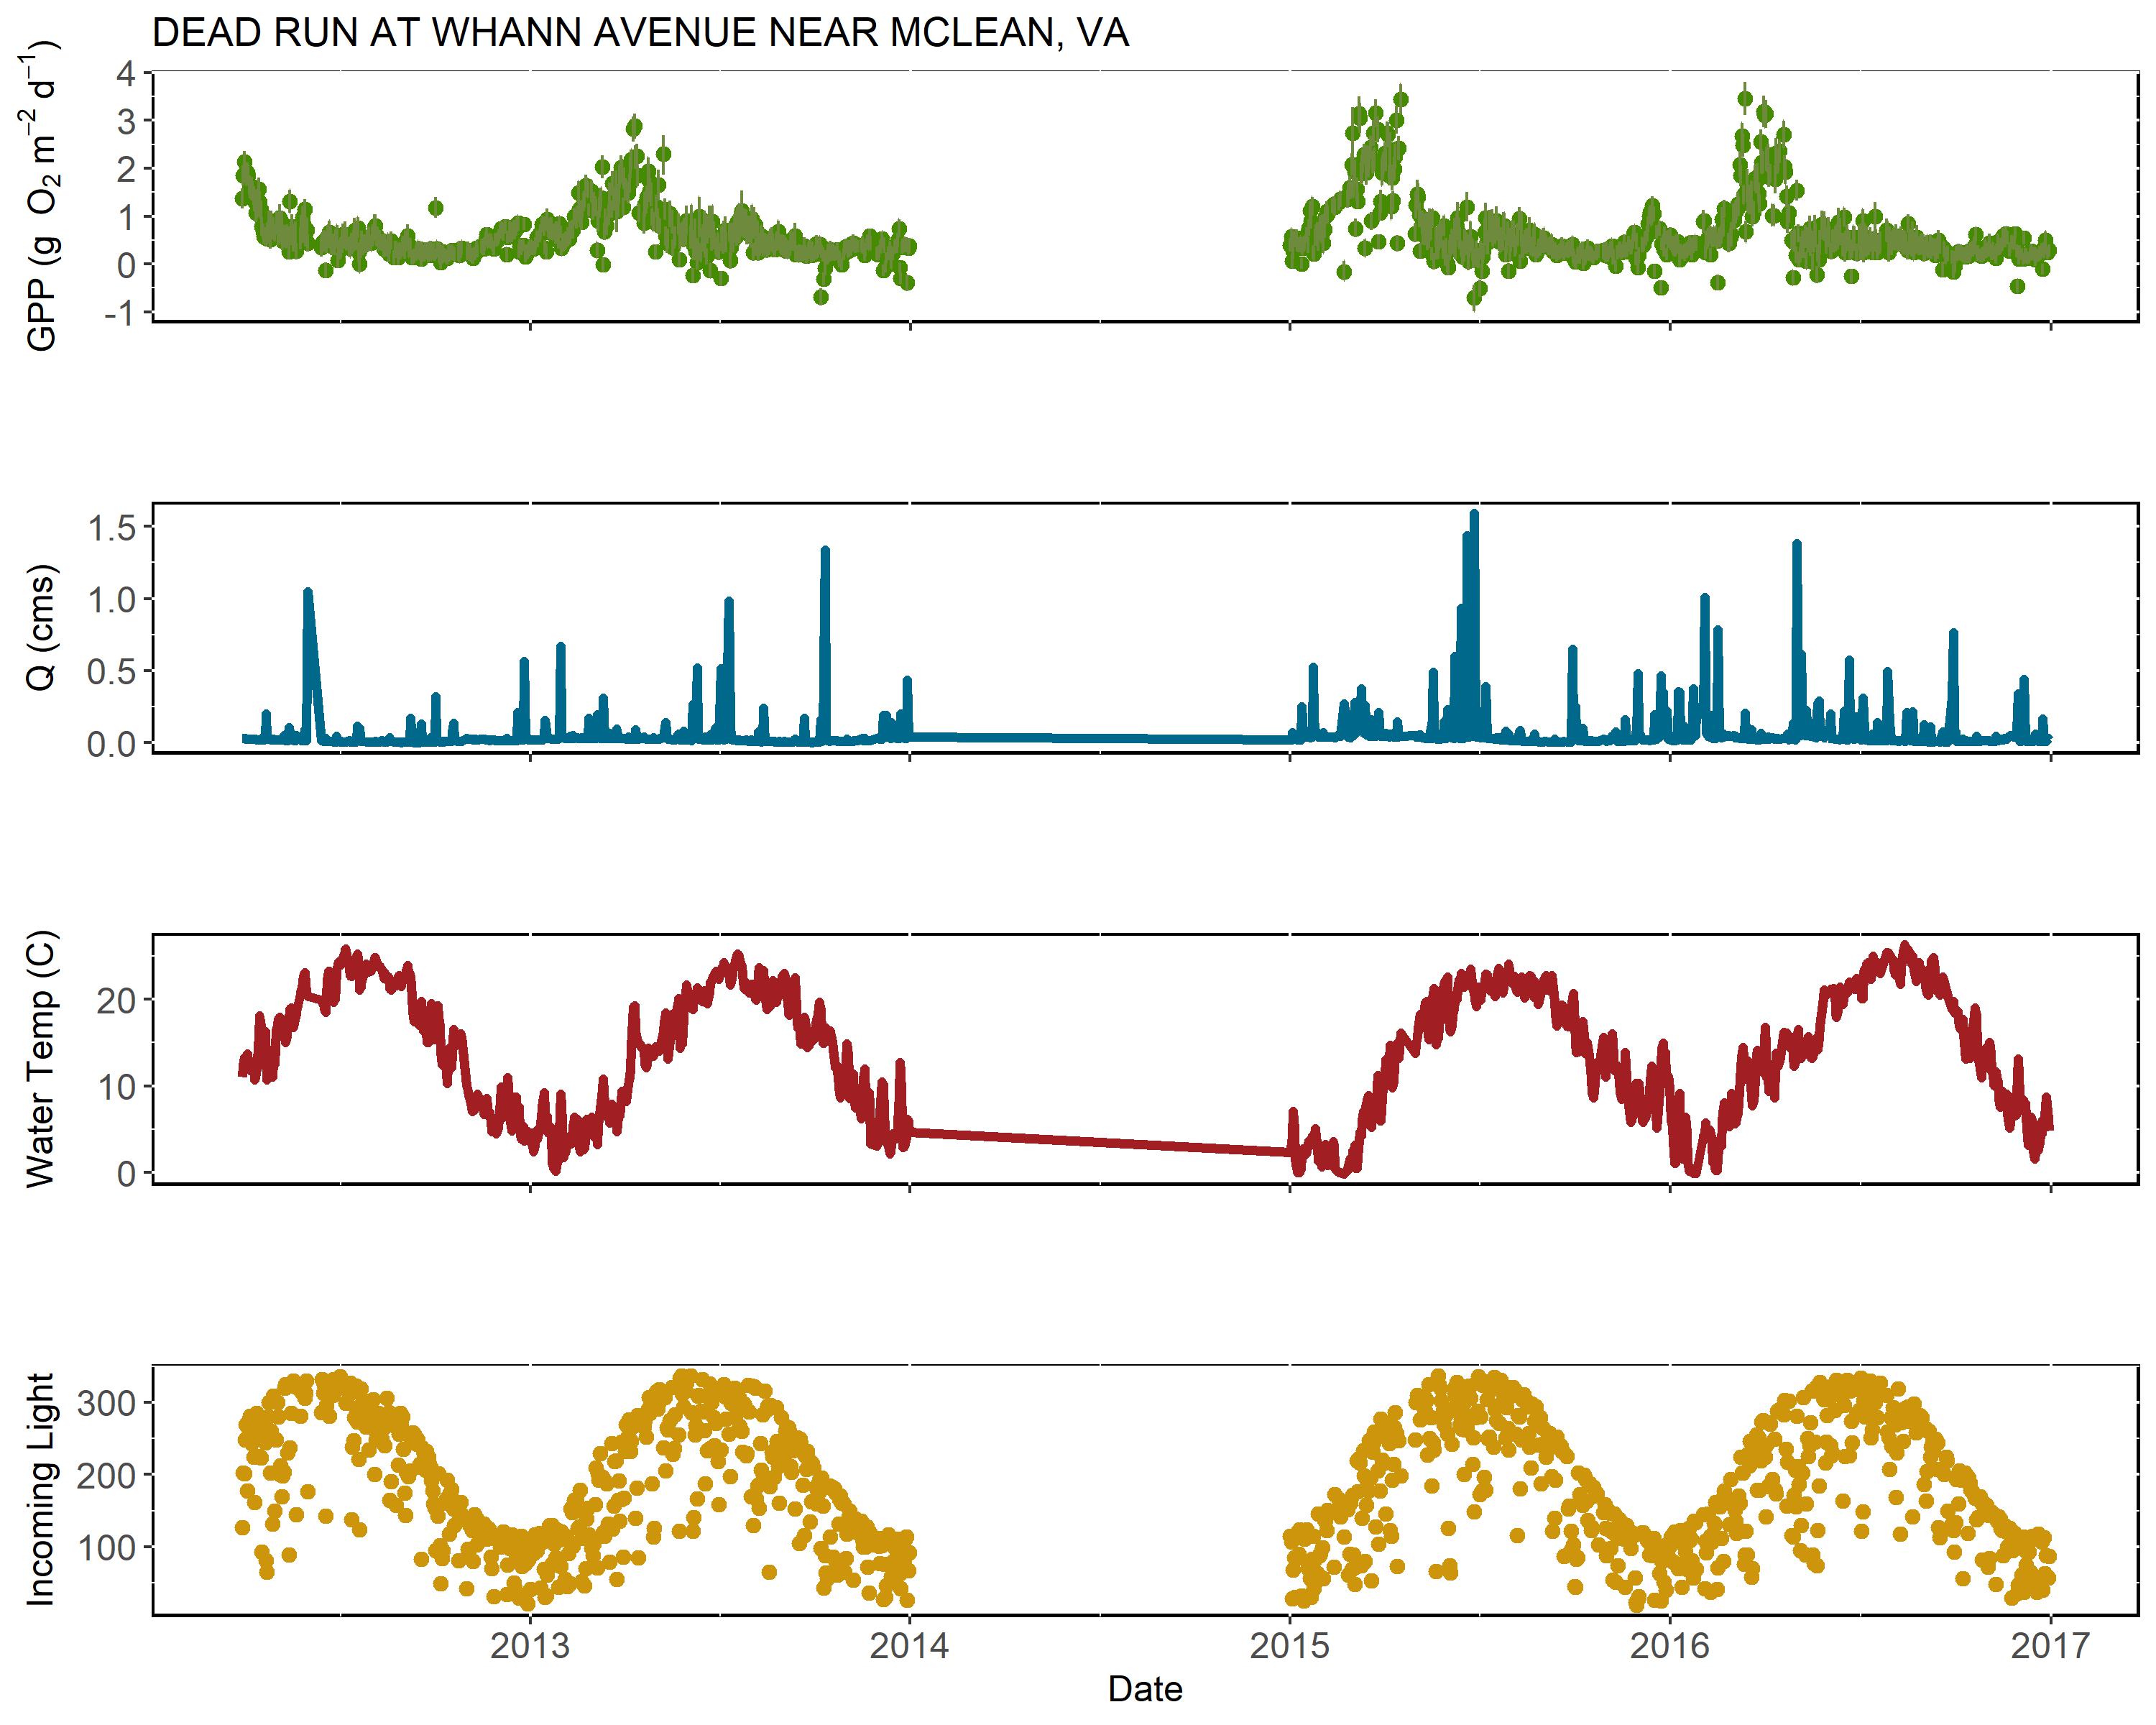 DEAD RUN AT WHANN AVENUE NEAR MCLEAN, VA
GPP (g O₂ m⁻² d⁻¹)
4
3
2
1
0
-1
Q (cms)
1.5
1.0
0.5
0.0
Water Temp (C)
20
10
0
Incoming Light
300
200
100
2013 2014 2015 2016 2017
Date